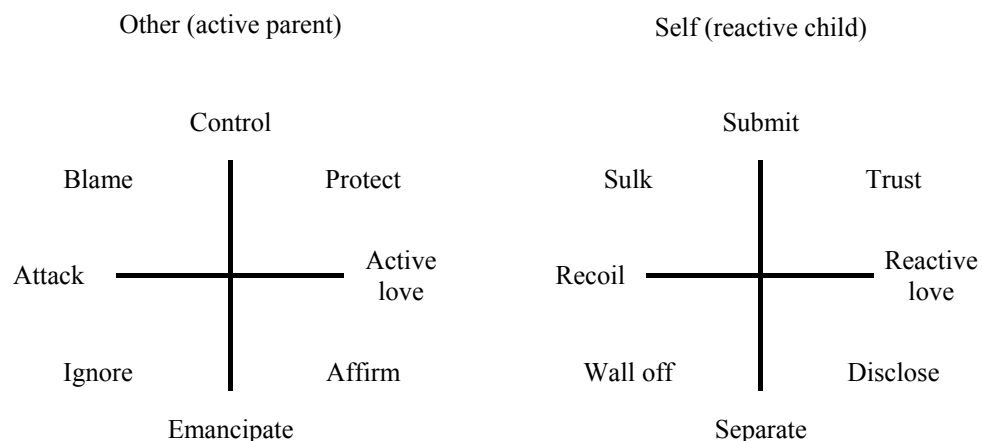 Other (active parent)
Self (reactive child)
Control
Submit
Blame
Protect
Sulk
Trust
Attack
Active
love
Recoil
Reactive
love
Ignore
Affirm
Wall off
Disclose
Emancipate
Separate